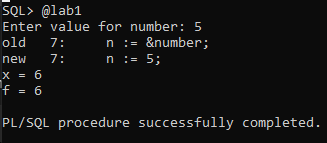 SQL> @lab1
Enter value for number: 5
old   7:     n := &number;
new   7:     n := 5;
x = 6
f = 6
PL/SQL procedure successfully completed.